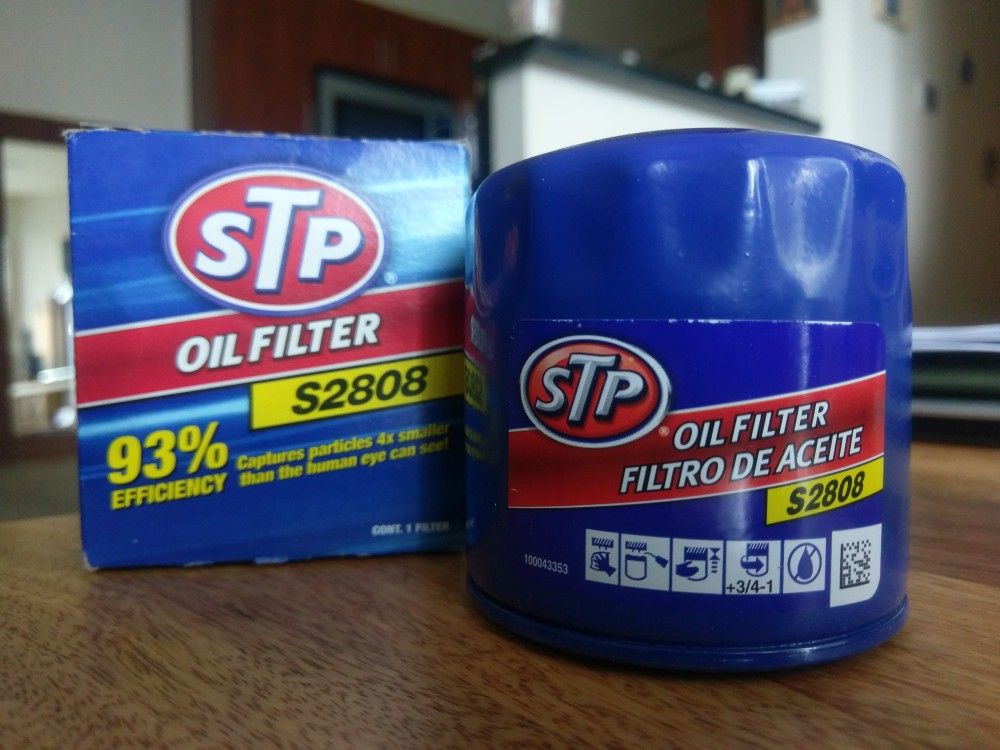 STP
®
OIL FILTER
S2808
93%
EFFICIENCY
Captures particles 4x smaller
than the human eye can see!
CONT. 1 FILTER
STP
®
OIL FILTER
FILTRO DE ACEITE
S2808
100043353
+3/4-1